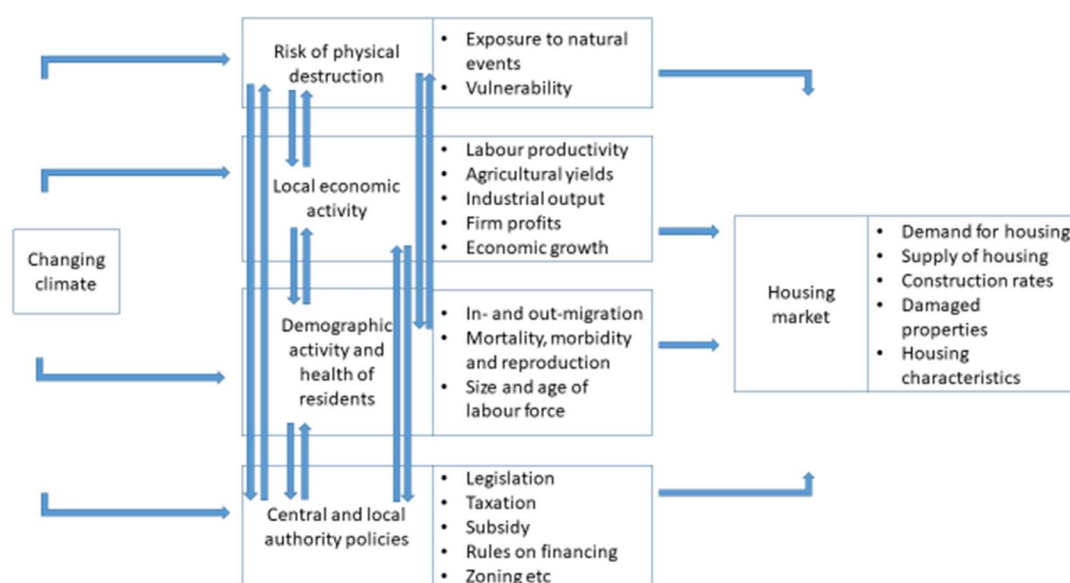 Changing
climate
Risk of physical
destruction
• Exposure to natural
events
• Vulnerability
Local economic
activity
• Labour productivity
• Agricultural yields
• Industrial output
• Firm profits
• Economic growth
Demographic
activity and
health of
residents
• In- and out-migration
• Mortality, morbidity
and reproduction
• Size and age of
labour force
Central and local
authority policies
• Legislation
• Taxation
• Subsidy
• Rules on financing
• Zoning etc
Housing
market
• Demand for housing
• Supply of housing
• Construction rates
• Damaged
properties
• Housing
characteristics